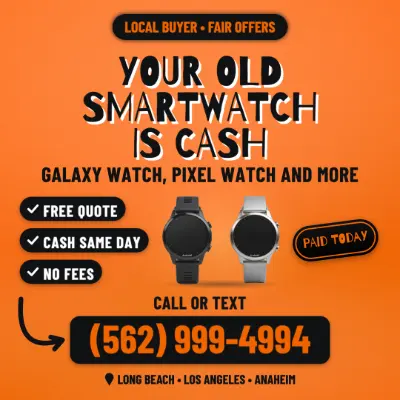 LOCAL BUYER • FAIR OFFERS
YOUR OLD
SMARTWATCH
IS CASH
GALAXY WATCH, PIXEL WATCH AND MORE
✓ FREE QUOTE
✓ CASH SAME DAY
✓ NO FEES
PAID TODAY
CALL OR TEXT
(562) 999-4994
LONG BEACH • LOS ANGELES • ANAHEIM